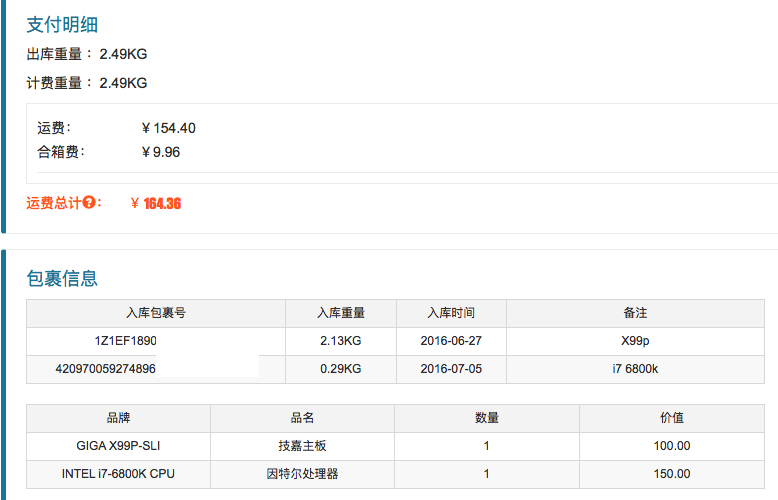 支付明细
出库重量： 2.49KG
计费重量： 2.49KG
运费： ￥154.40
合箱费： ￥9.96
运费总计?： ￥ 164.36
包裹信息
入库包裹号 入库重量 入库时间 备注
1Z1EF1890 2.13KG 2016-06-27 X99p
420970059274896 0.29KG 2016-07-05 i7 6800k
品牌 品名 数量 价值
GIGA X99P-SLI 技嘉主板 1 100.00
INTEL i7-6800K CPU 因特尔处理器 1 150.00